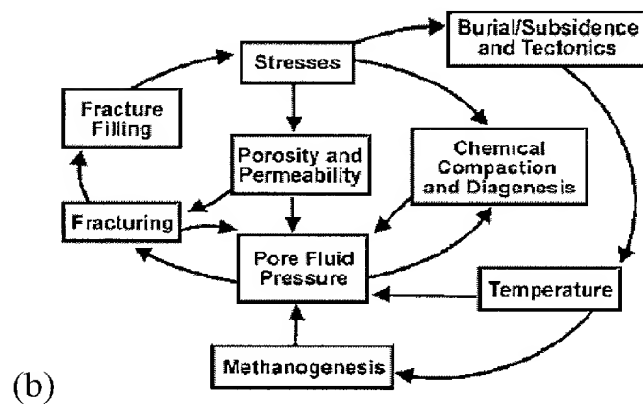 Burial/Subsidence
and Tectonics
Stresses
Fracture
Filling
Porosity and
Permeability
Chemical
Compaction
and Diagenesis
Fracturing
Pore Fluid
Pressure
Temperature
Methanogenesis
(b)